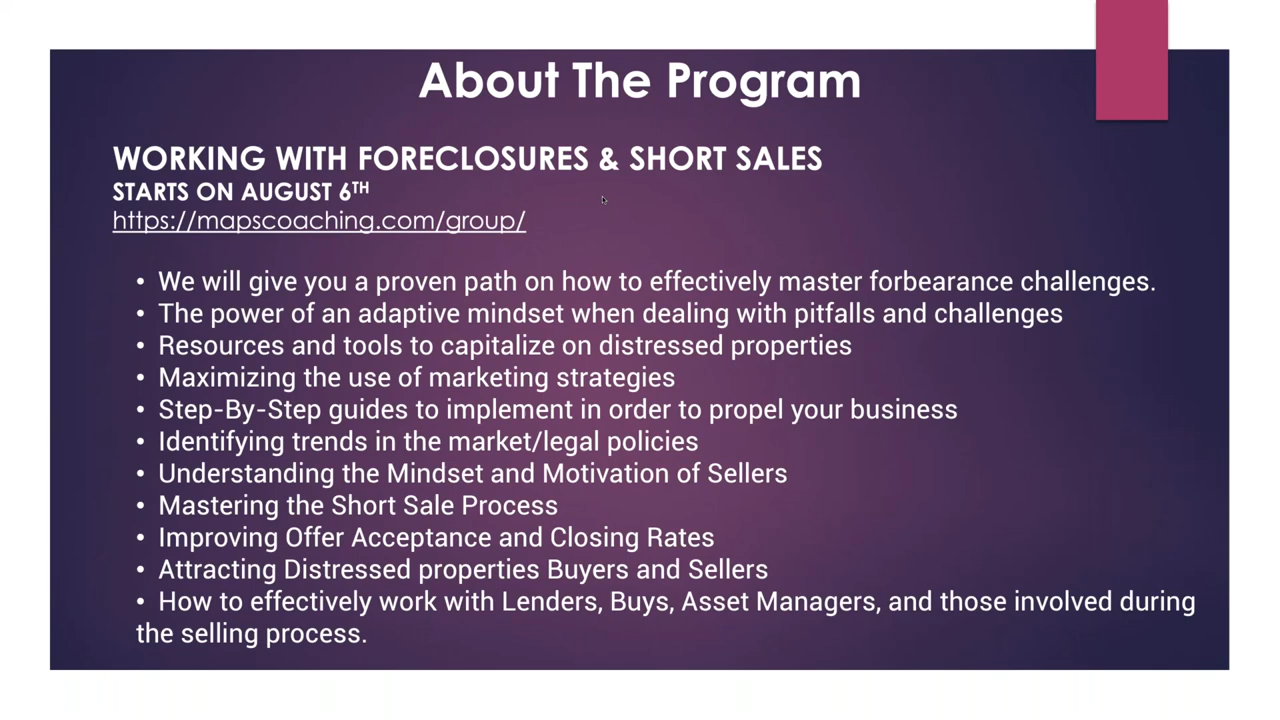 About The Program
WORKING WITH FORECLOSURES & SHORT SALES
STARTS ON AUGUST 6TH
https://mapscoaching.com/group/
• We will give you a proven path on how to effectively master forbearance challenges.
• The power of an adaptive mindset when dealing with pitfalls and challenges
• Resources and tools to capitalize on distressed properties
• Maximizing the use of marketing strategies
• Step-By-Step guides to implement in order to propel your business
• Identifying trends in the market/legal policies
• Understanding the Mindset and Motivation of Sellers
• Mastering the Short Sale Process
• Improving Offer Acceptance and Closing Rates
• Attracting Distressed properties Buyers and Sellers
• How to effectively work with Lenders, Buys, Asset Managers, and those involved during
the selling process.